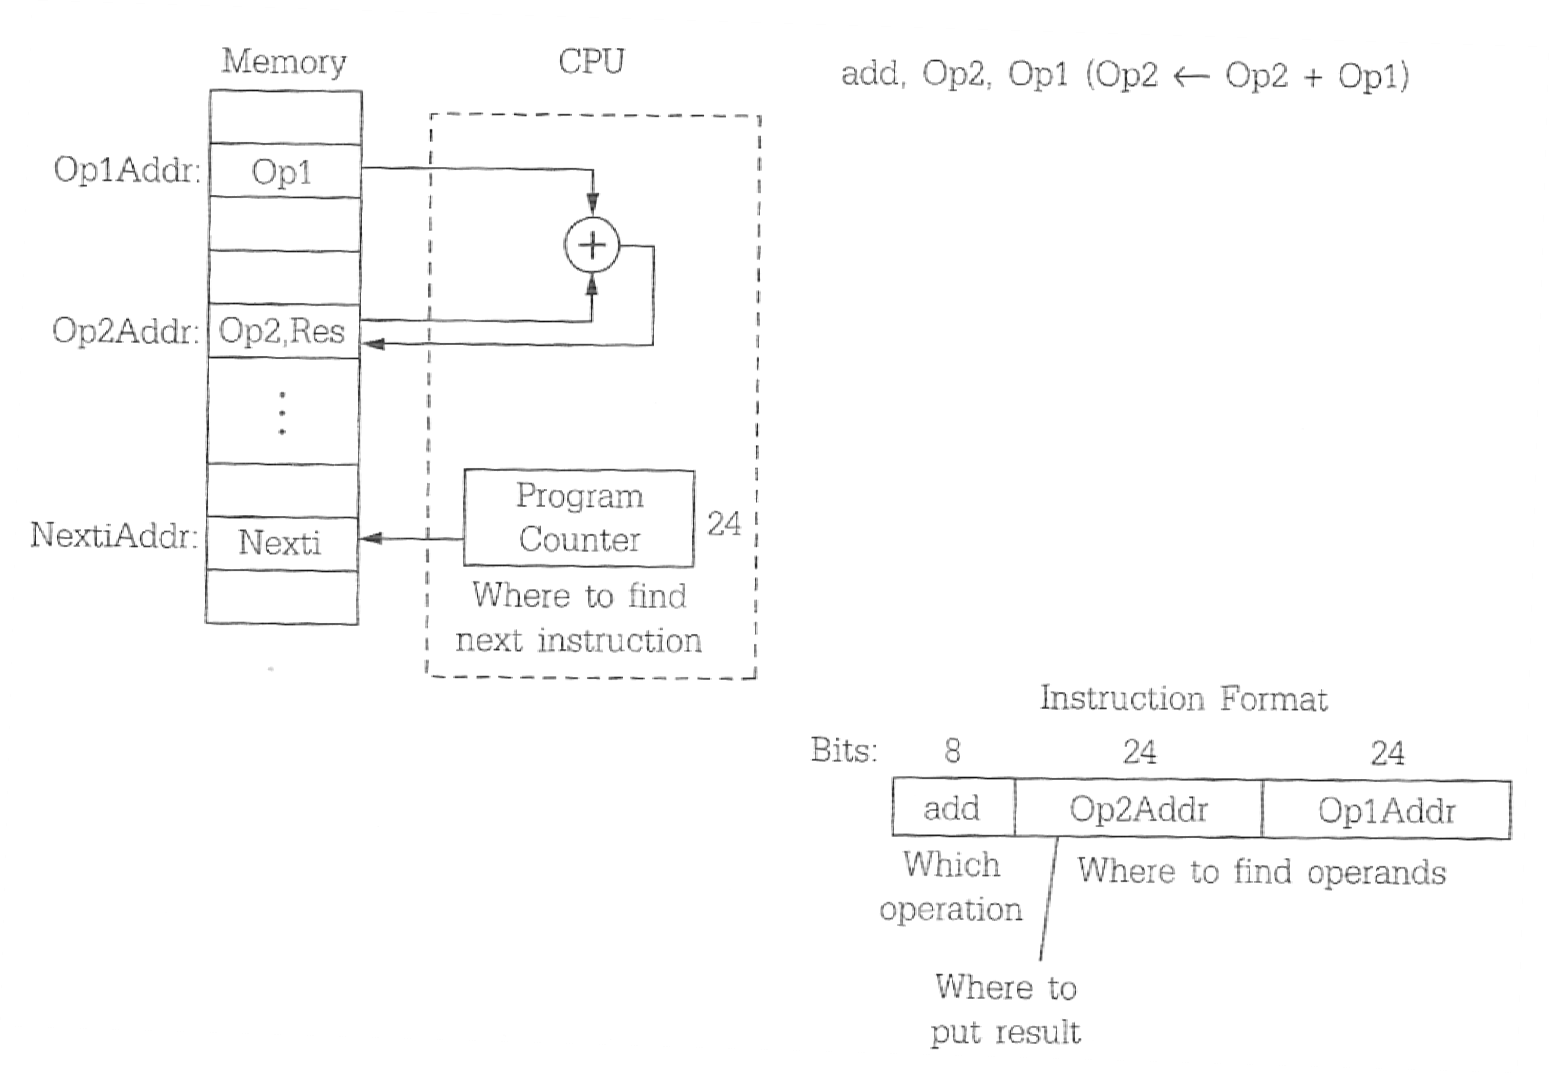 Memory
CPU
add, Op2, Op1 (Op2 ← Op2 + Op1)
Op1Addr:
Op1
+
Op2Addr:
Op2,Res
Program
Counter
24
NextiAddr:
Nexti
Where to find
next instruction
Instruction Format
Bits: 8 24 24
add Op2Addr Op1Addr
Which
operation
Where to find operands
Where to
put result